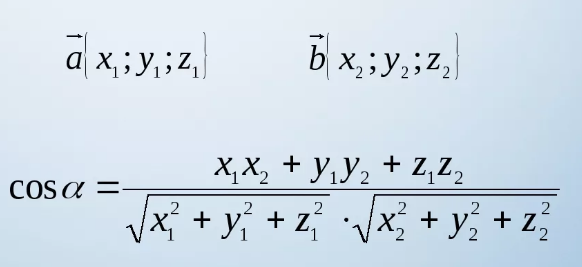 a⃗{x₁; y₁; z₁} b⃗{x₂; y₂; z₂}
cos α = (x₁x₂ + y₁y₂ + z₁z₂) / (√(x₁² + y₁² + z₁²) · √(x₂² + y₂² + z₂²))